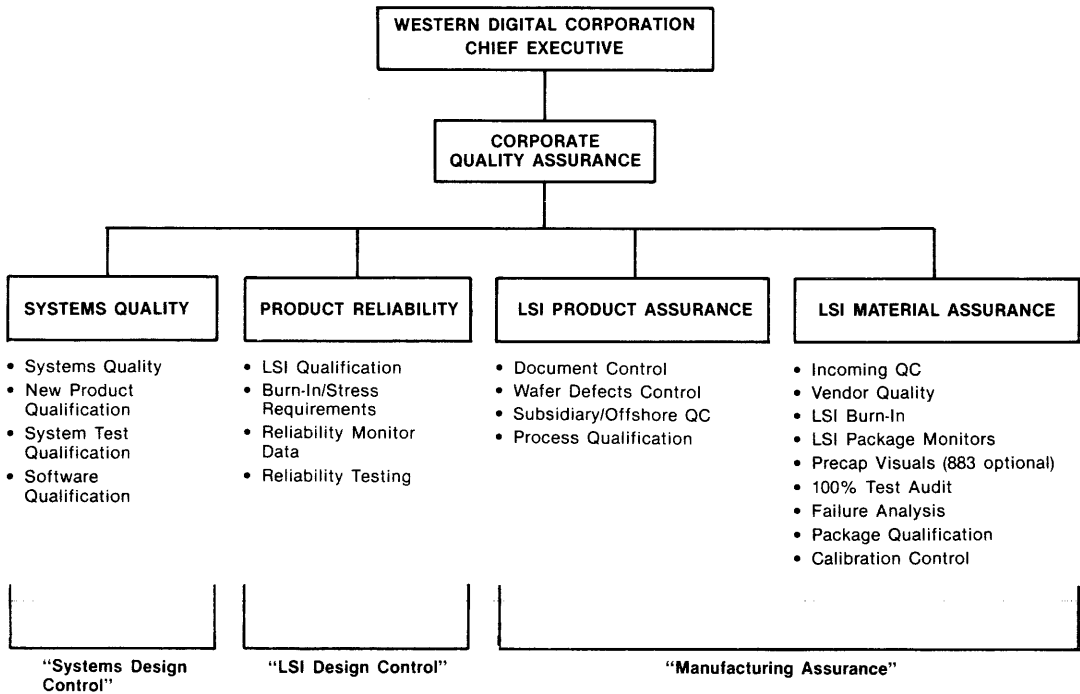 WESTERN DIGITAL CORPORATION
CHIEF EXECUTIVE
CORPORATE
QUALITY ASSURANCE
SYSTEMS QUALITY
• Systems Quality
• New Product
Qualification
• System Test
Qualification
• Software
Qualification
PRODUCT RELIABILITY
• LSI Qualification
• Burn-In/Stress
Requirements
• Reliability Monitor
Data
• Reliability Testing
LSI PRODUCT ASSURANCE
• Document Control
• Wafer Defects Control
• Subsidiary/Offshore QC
• Process Qualification
LSI MATERIAL ASSURANCE
• Incoming QC
• Vendor Quality
• LSI Burn-In
• LSI Package Monitors
• Precap Visuals (883 optional)
• 100% Test Audit
• Failure Analysis
• Package Qualification
• Calibration Control
"Systems Design
Control"
"LSI Design Control"
"Manufacturing Assurance"